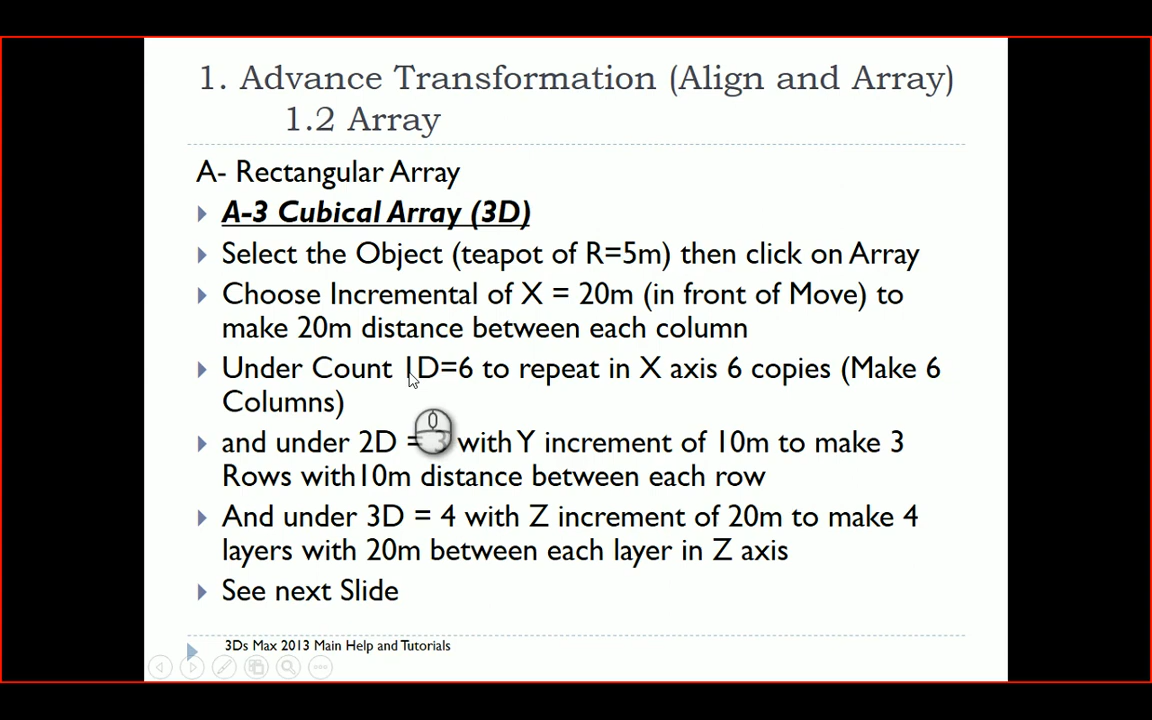 1. Advance Transformation (Align and Array)
1.2 Array
A- Rectangular Array
A-3 Cubical Array (3D)
Select the Object (teapot of R=5m) then click on Array
Choose Incremental of X = 20m (in front of Move) to
make 20m distance between each column
Under Count 1D=6 to repeat in X axis 6 copies (Make 6
Columns)
and under 2D = 3 with Y increment of 10m to make 3
Rows with10m distance between each row
And under 3D = 4 with Z increment of 20m to make 4
layers with 20m between each layer in Z axis
See next Slide
3Ds Max 2013 Main Help and Tutorials